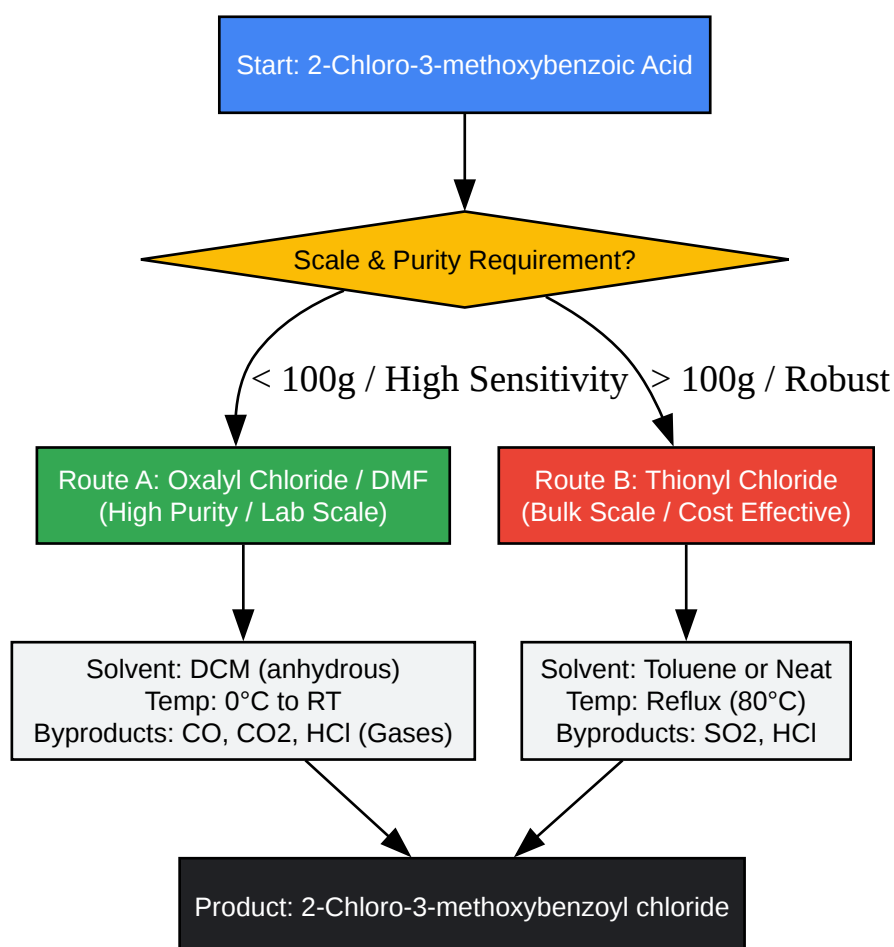 Start: 2-Chloro-3-methoxybenzoic Acid
Scale & Purity Requirement?
< 100g / High Sensitivity
> 100g / Robust
Route A: Oxalyl Chloride / DMF
(High Purity / Lab Scale)
Route B: Thionyl Chloride
(Bulk Scale / Cost Effective)
Solvent: DCM (anhydrous)
Temp: 0°C to RT
Byproducts: CO, CO2, HCl (Gases)
Solvent: Toluene or Neat
Temp: Reflux (80°C)
Byproducts: SO2, HCl
Product: 2-Chloro-3-methoxybenzoyl chloride